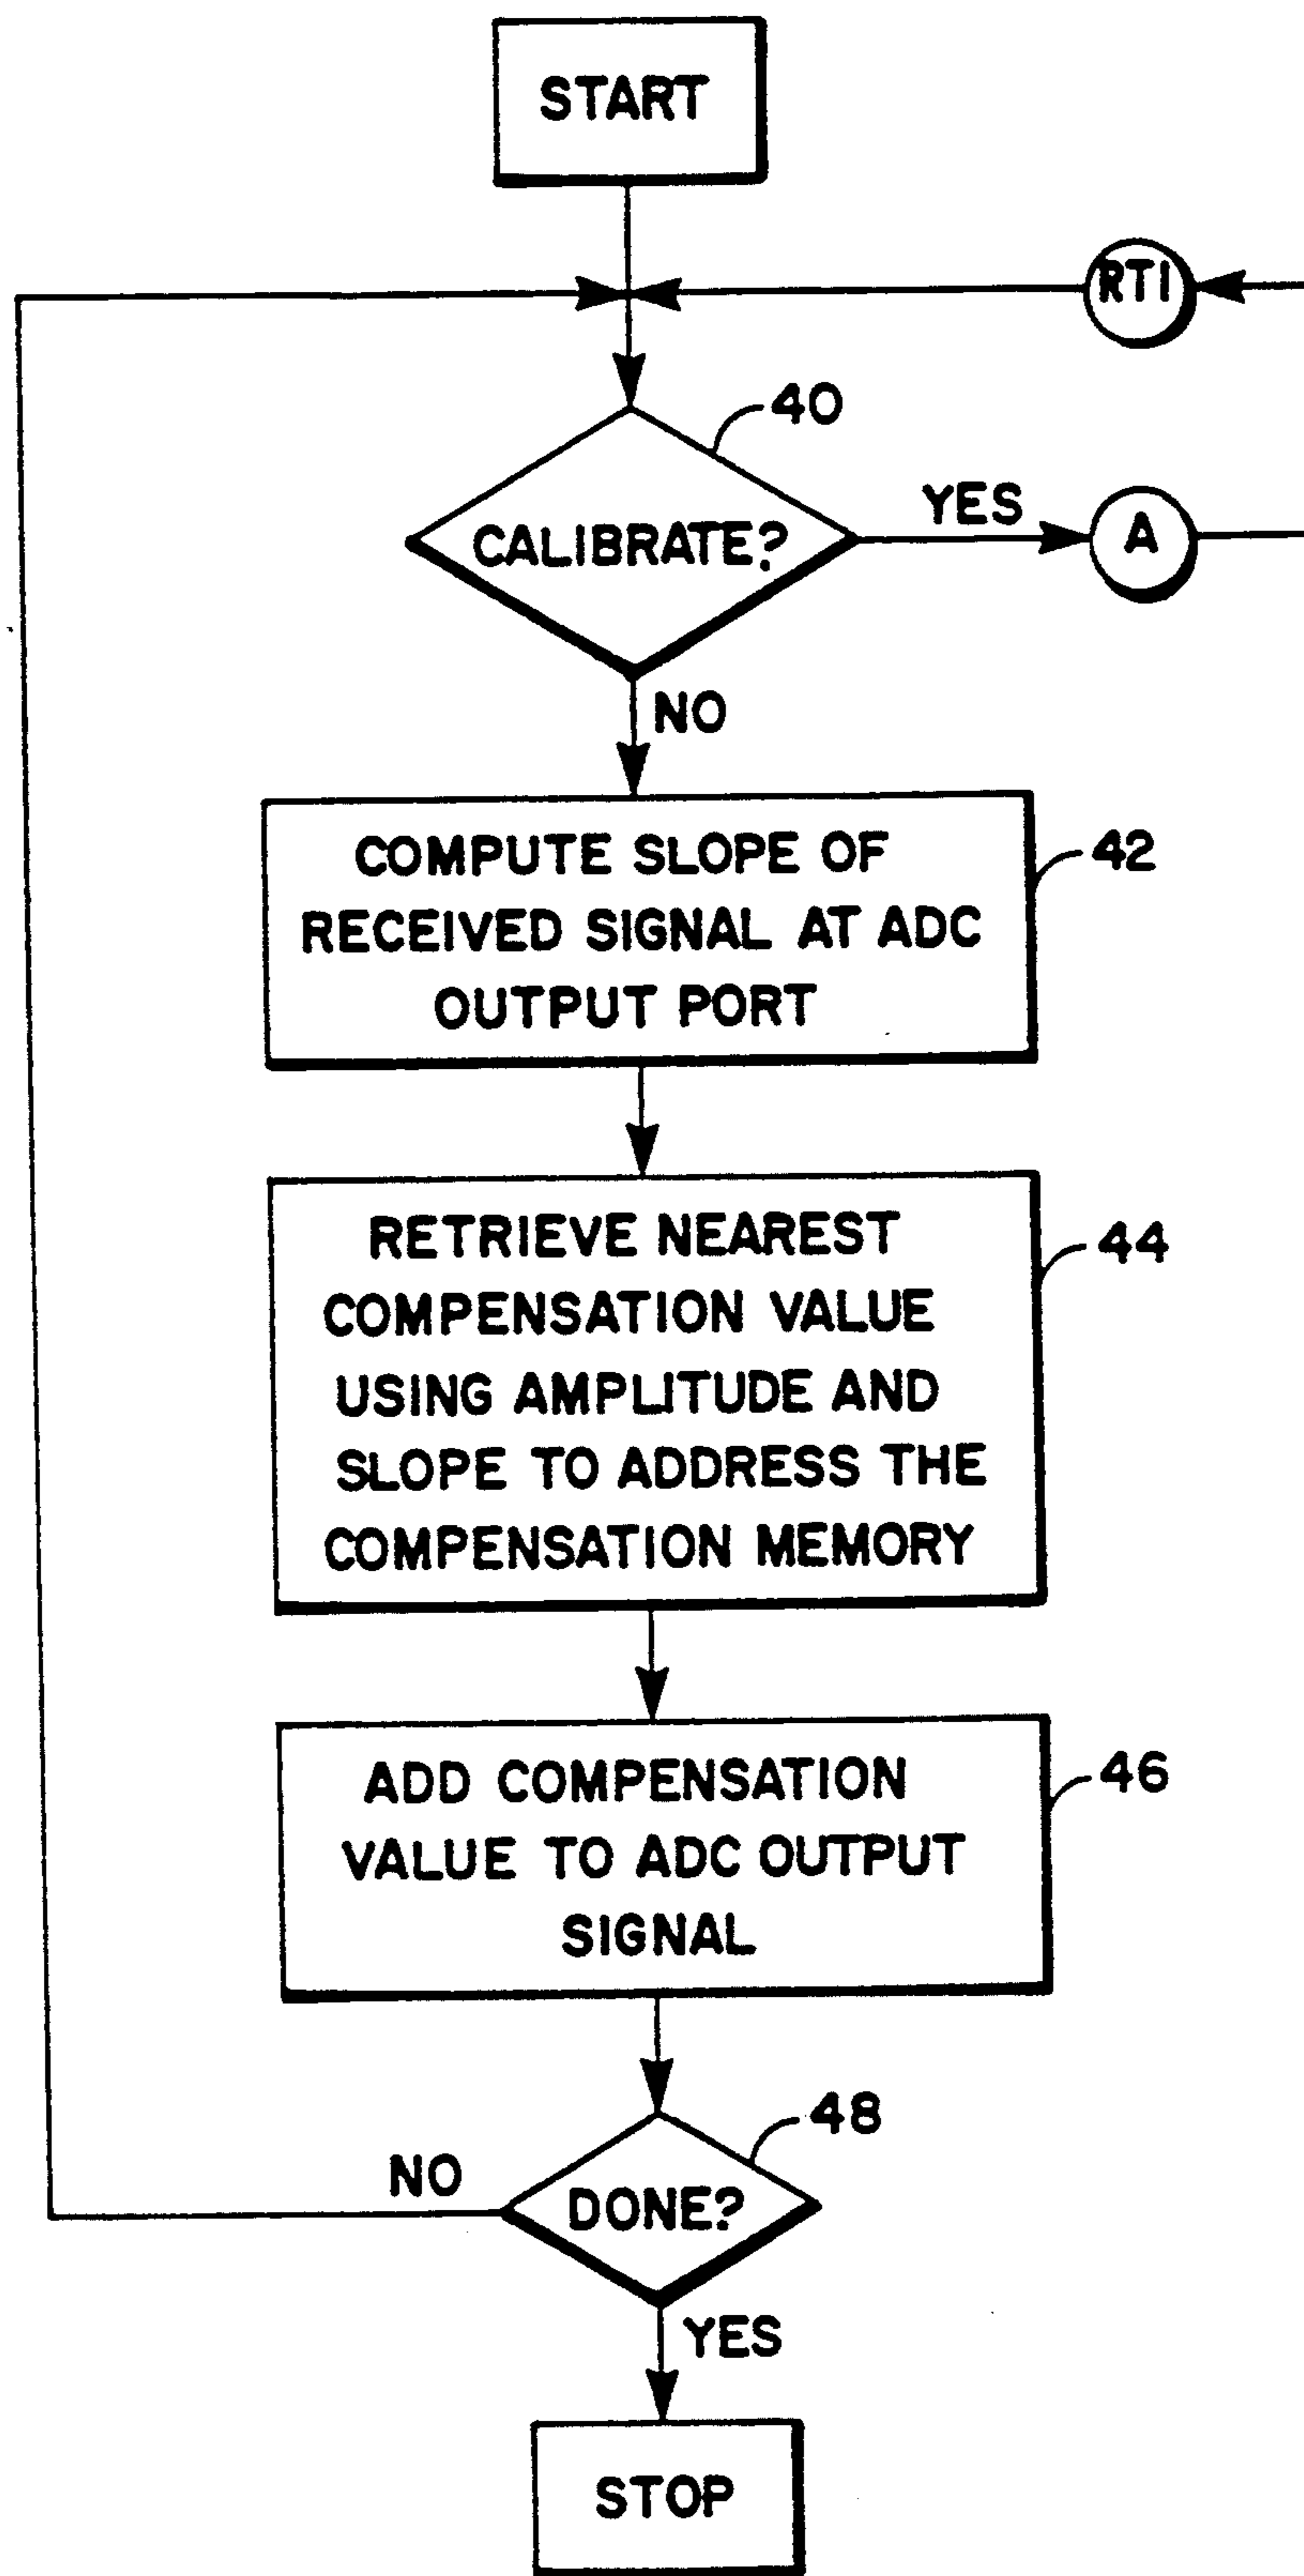 START
RTI
40
CALIBRATE?
YES
A
NO
COMPUTE SLOPE OF
RECEIVED SIGNAL AT ADC
OUTPUT PORT
42
RETRIEVE NEAREST
COMPENSATION VALUE
USING AMPLITUDE AND
SLOPE TO ADDRESS THE
COMPENSATION MEMORY
44
ADD COMPENSATION
VALUE TO ADC OUTPUT
SIGNAL
46
48
NO
DONE?
YES
STOP